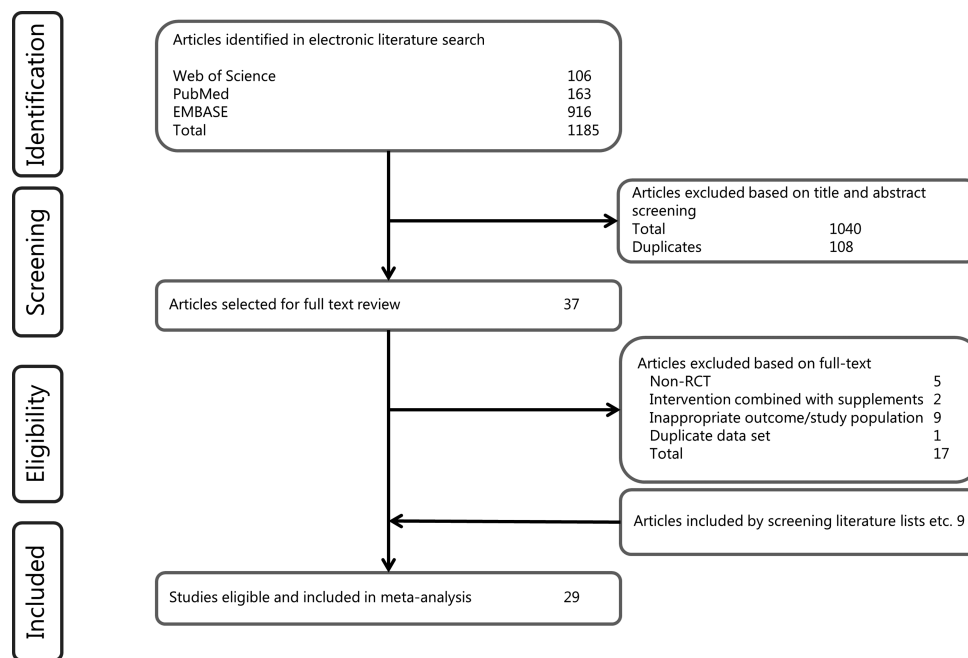 Identification
Articles identified in electronic literature search
Web of Science 106
PubMed 163
EMBASE 916
Total 1185
Screening
Articles excluded based on title and abstract
screening
Total 1040
Duplicates 108
Articles selected for full text review 37
Eligibility
Articles excluded based on full-text
Non-RCT 5
Intervention combined with supplements 2
Inappropriate outcome/study population 9
Duplicate data set 1
Total 17
Articles included by screening literature lists etc. 9
Included
Studies eligible and included in meta-analysis 29